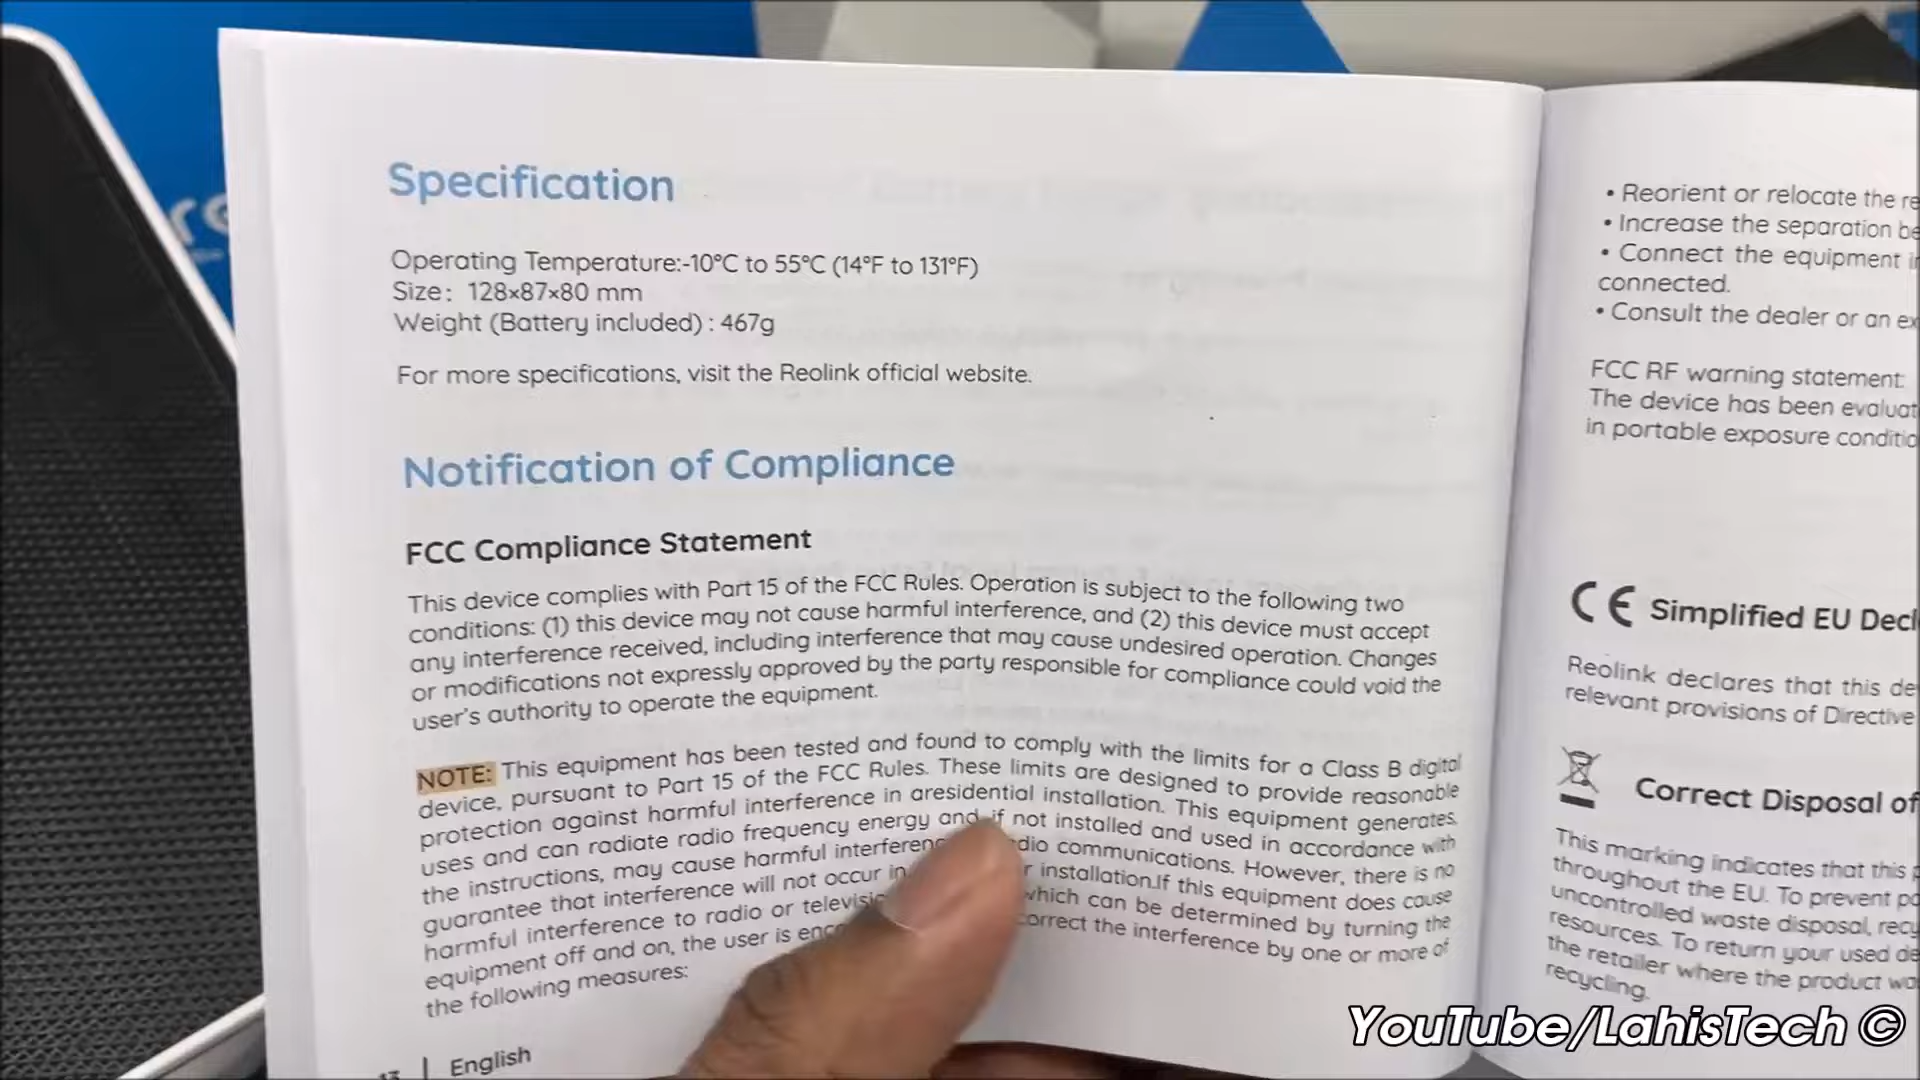 Specification
Operating Temperature:-10°C to 55°C (14°F to 131°F)
Size: 128×87×80 mm
Weight (Battery included) : 467g
For more specifications, visit the Reolink official website.
Notification of Compliance
FCC Compliance Statement
This device complies with Part 15 of the FCC Rules. Operation is subject to the following two
conditions: (1) this device may not cause harmful interference, and (2) this device must accept
any interference received, including interference that may cause undesired operation. Changes
or modifications not expressly approved by the party responsible for compliance could void the
user's authority to operate the equipment.
NOTE: This equipment has been tested and found to comply with the limits for a Class B digital
device, pursuant to Part 15 of the FCC Rules. These limits are designed to provide reasonable
protection against harmful interference in aresidential installation. This equipment generates,
uses and can radiate radio frequency energy and if not installed and used in accordance with
the instructions, may cause harmful communications. However, there is no
guarantee that interference will not occur installation.If this equipment does cause
harmful interference to radio or which can be determined by turning the
equipment off and on, the user is correct the interference by one or more of
the following measures:
English
• Reorient or relocate the
• Increase the separation
• Connect the equipment
connected.
• Consult the dealer or an
FCC RF warning statement:
The device has been
in portable exposure
CE Simplified EU
Reolink declares that this
relevant provisions of Directive
Correct Disposal of
This marking indicates that this
throughout the EU. To prevent
uncontrolled waste disposal,
resources. To return your used
the retailer where the product
recycling.
YouTube/LahisTech ©